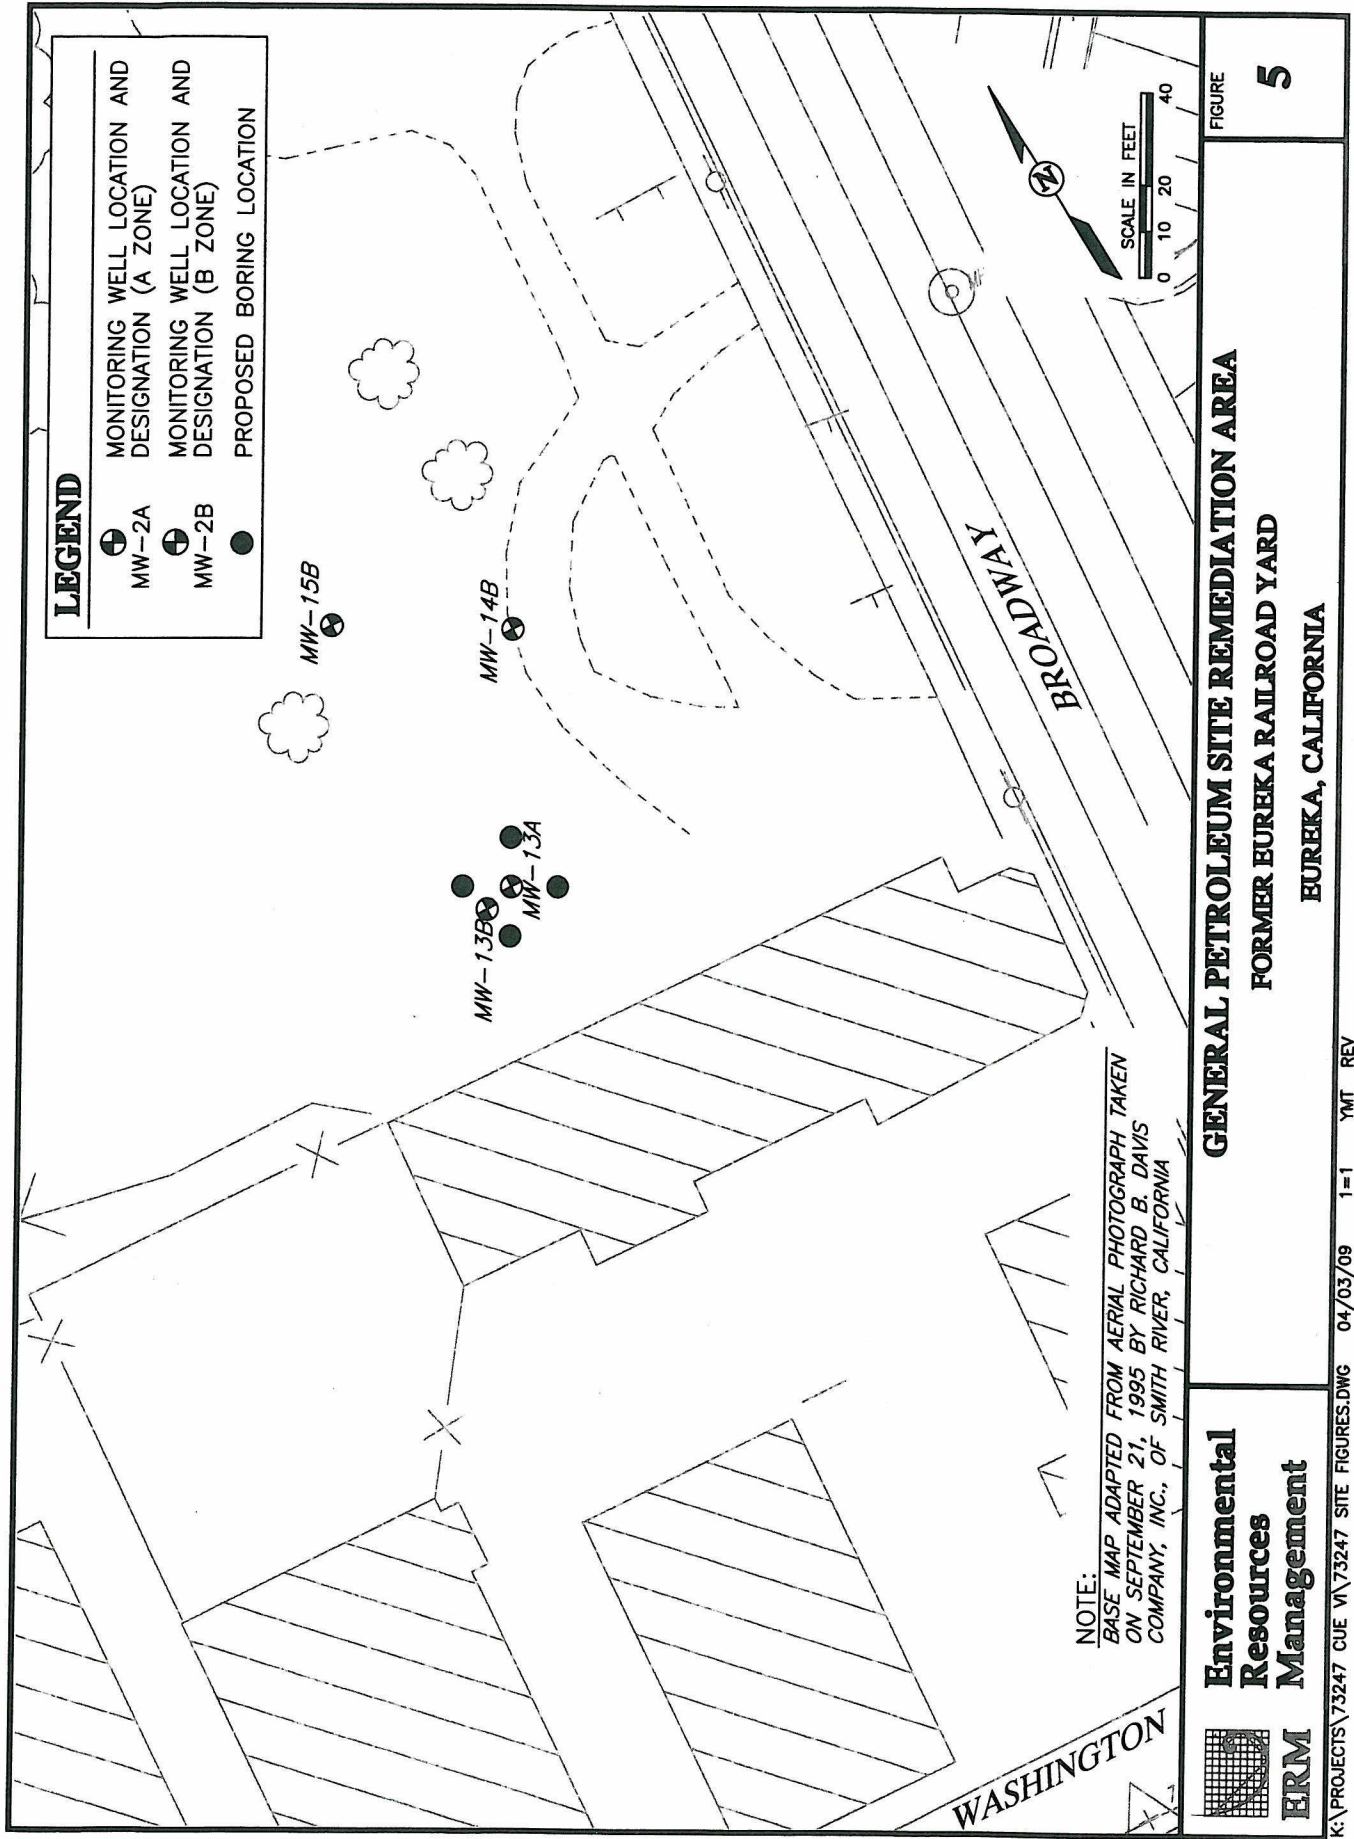 LEGEND
MW-2A MONITORING WELL LOCATION AND
DESIGNATION (A ZONE)
MW-2B MONITORING WELL LOCATION AND
DESIGNATION (B ZONE)
PROPOSED BORING LOCATION
MW-15B
MW-14B
MW-13B
MW-13A
BROADWAY
WASHINGTON
N
SCALE IN FEET
0 10 20 40
NOTE:
BASE MAP ADAPTED FROM AERIAL PHOTOGRAPH TAKEN
ON SEPTEMBER 21, 1995 BY RICHARD B. DAVIS
COMPANY, INC., OF SMITH RIVER, CALIFORNIA
ERM
Environmental
Resources
Management
GENERAL PETROLEUM SITE REMEDIATION AREA
FORMER EUREKA RAILROAD YARD
EUREKA, CALIFORNIA
FIGURE
5
K:\PROJECTS\73247 CUE VI\73247 SITE FIGURES.DWG 04/03/09 1=1 YMT REV